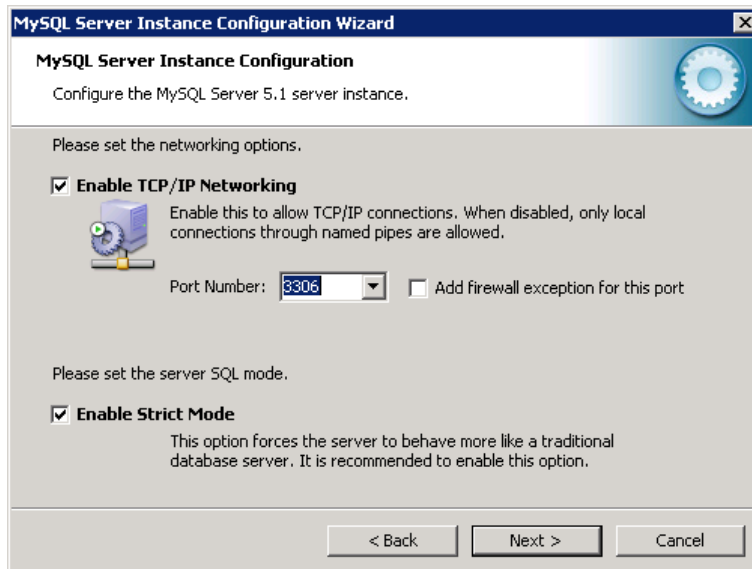 MySQL Server Instance Configuration Wizard
MySQL Server Instance Configuration
Configure the MySQL Server 5.1 server instance.
Please set the networking options.
Enable TCP/IP Networking
Enable this to allow TCP/IP connections. When disabled, only local
connections through named pipes are allowed.
Port Number: 3306 Add firewall exception for this port
Please set the server SQL mode.
Enable Strict Mode
This option forces the server to behave more like a traditional
database server. It is recommended to enable this option.
< Back Next > Cancel